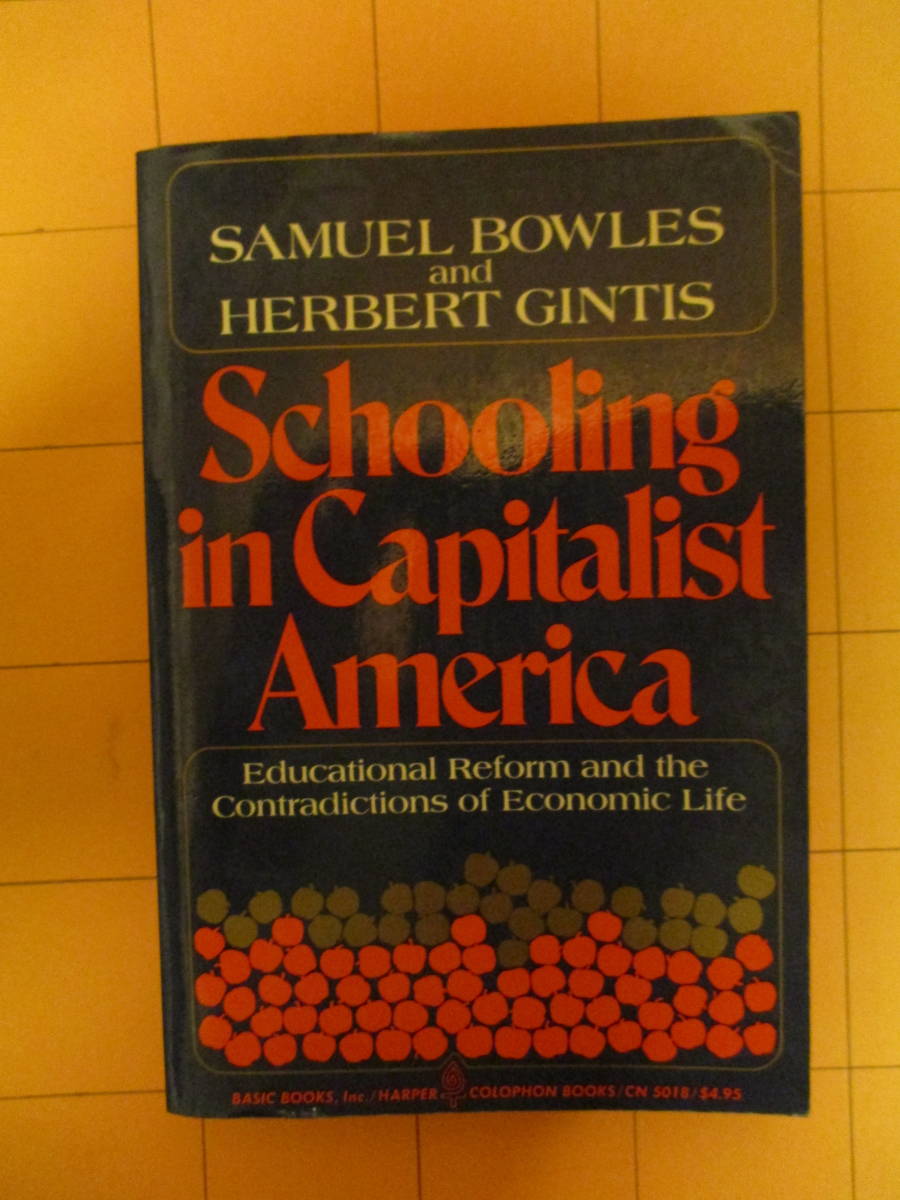 SAMUEL BOWLES
and
HERBERT GINTIS
Schooling
in Capitalist
America
Educational Reform and the
Contradictions of Economic Life
BASIC BOOKS, Inc./HARPER COLOPHON BOOKS/CN 5018/$4.95